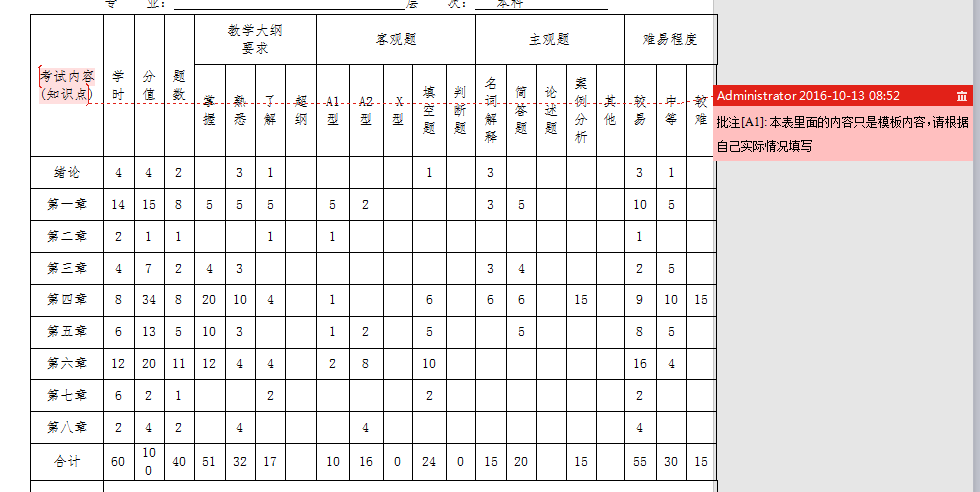 专 业： 层 次： 本科
考试内容(知识点) 学时 分值 题数 教学大纲要求 客观题 主观题 难易程度
掌握 熟悉 了解 超纲 A1型 A2型 X型 填空题 判断题 名词解释 简答题 论述题 案例分析 其他 较易 中等 较难
绪论 4 4 2 3 1 1 3 3 1
第一章 14 15 8 5 5 5 5 2 3 5 10 5
第二章 2 1 1 1 1 1
第三章 4 7 2 4 3 3 4 2 5
第四章 8 34 8 20 10 4 1 6 6 6 15 9 10 15
第五章 6 13 5 10 3 1 2 5 5 8 5
第六章 12 20 11 12 4 4 2 8 10 16 4
第七章 6 2 1 2 2 2
第八章 2 4 2 4 4 4
合计 60 100 40 51 32 17 10 16 0 24 0 15 20 15 55 30 15
Administrator 2016-10-13 08:52
批注[A1]: 本表里面的内容只是模板内容，请根据
自己实际情况填写